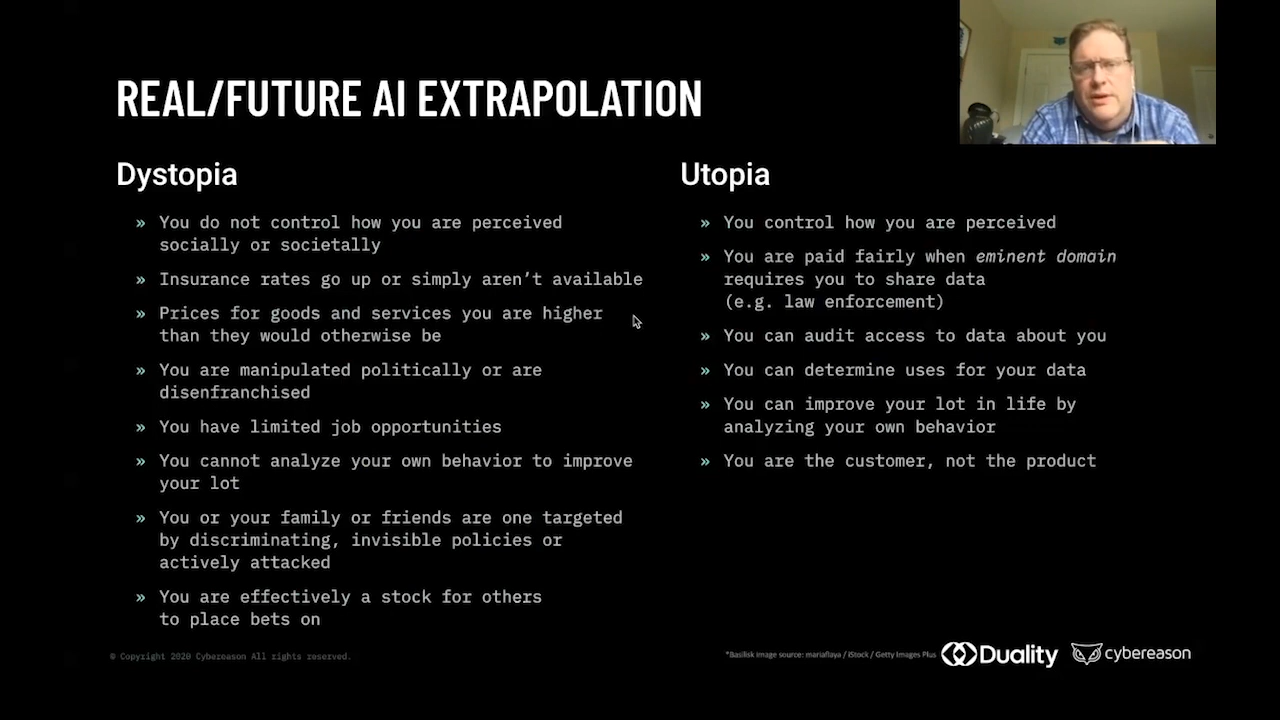 REAL/FUTURE AI EXTRAPOLATION
Dystopia
» You do not control how you are perceived
socially or societally
» Insurance rates go up or simply aren’t available
» Prices for goods and services you are higher
than they would otherwise be
» You are manipulated politically or are
disenfranchised
» You have limited job opportunities
» You cannot analyze your own behavior to improve
your lot
» You or your family or friends are one targeted
by discriminating, invisible policies or
actively attacked
» You are effectively a stock for others
to place bets on
Utopia
» You control how you are perceived
» You are paid fairly when eminent domain
requires you to share data
(e.g. law enforcement)
» You can audit access to data about you
» You can determine uses for your data
» You can improve your lot in life by
analyzing your own behavior
» You are the customer, not the product
© Copyright 2020 Cybereason All rights reserved.
*Basilisk image source: mariaflaya / iStock / Getty Images Plus
Duality
cybereason